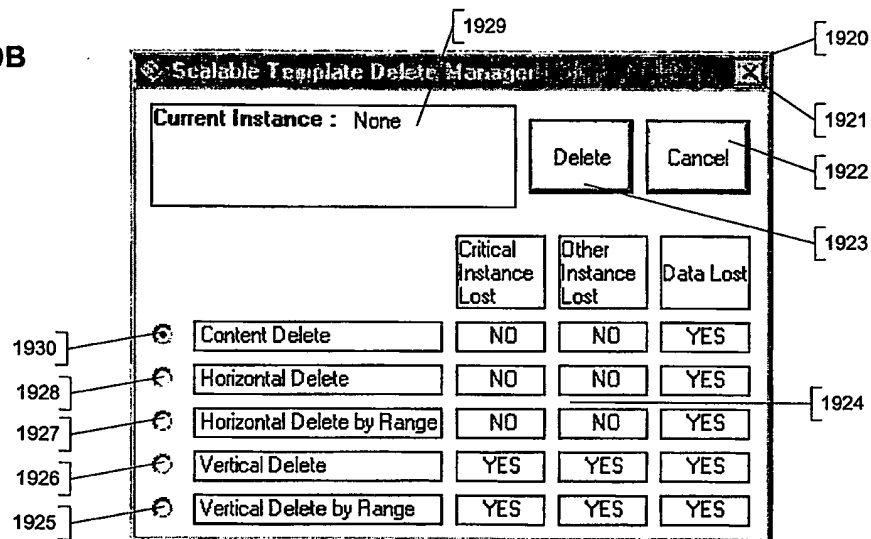 9B
1929
1920
Scalable Template Delete Manager
1921
Current Instance : None
Delete
Cancel
1922
1923
Critical Instance Lost
Other Instance Lost
Data Lost
1930
Content Delete
NO
NO
YES
1928
Horizontal Delete
NO
NO
YES
1924
1927
Horizontal Delete by Range
NO
NO
YES
1926
Vertical Delete
YES
YES
YES
1925
Vertical Delete by Range
YES
YES
YES